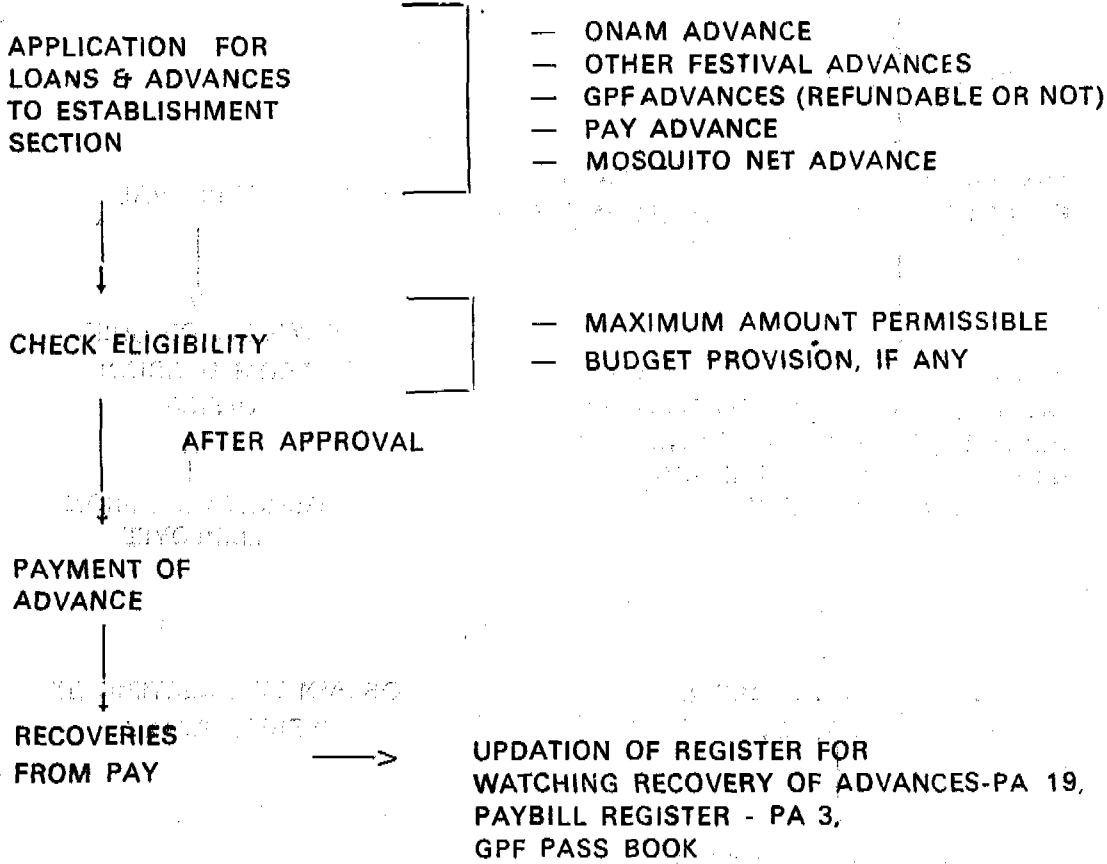 APPLICATION FOR
LOANS & ADVANCES
TO ESTABLISHMENT
SECTION
— ONAM ADVANCE
— OTHER FESTIVAL ADVANCES
— GPF ADVANCES (REFUNDABLE OR NOT)
— PAY ADVANCE
— MOSQUITO NET ADVANCE
CHECK ELIGIBILITY
— MAXIMUM AMOUNT PERMISSIBLE
— BUDGET PROVISION, IF ANY
AFTER APPROVAL
PAYMENT OF
ADVANCE
RECOVERIES
FROM PAY
UPDATION OF REGISTER FOR
WATCHING RECOVERY OF ADVANCES-PA 19,
PAYBILL REGISTER - PA 3,
GPF PASS BOOK